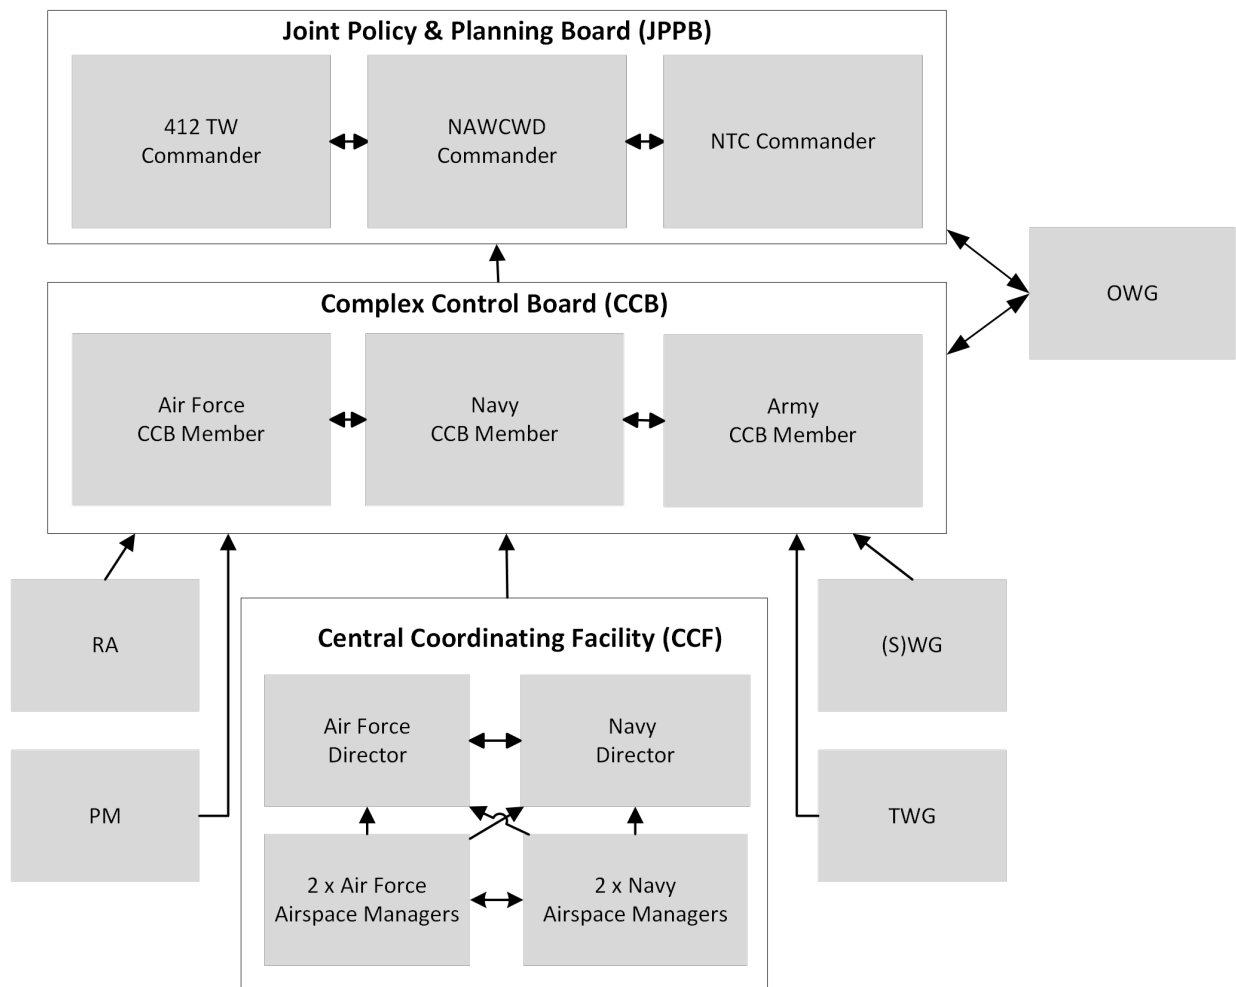 Joint Policy & Planning Board (JPPB)
412 TW
Commander
NAWCWD
Commander
NTC Commander
OWG
Complex Control Board (CCB)
Air Force
CCB Member
Navy
CCB Member
Army
CCB Member
RA
(S)WG
Central Coordinating Facility (CCF)
Air Force
Director
Navy
Director
PM
TWG
2 x Air Force
Airspace Managers
2 x Navy
Airspace Managers